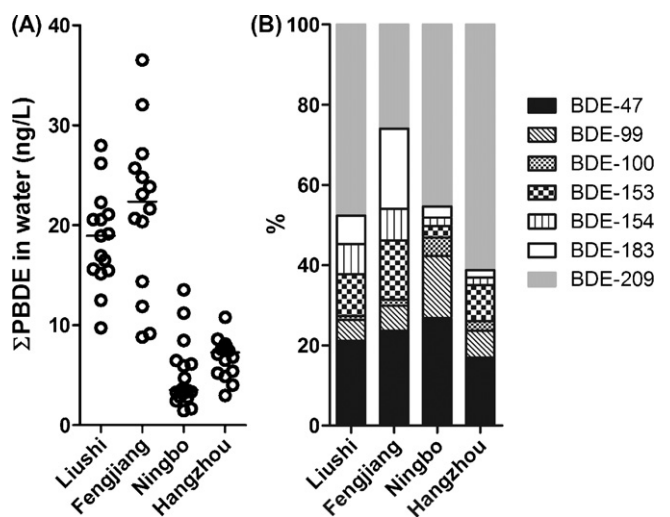 (A)
ΣPBDE in water (ng/L)
40
30
20
10
0
Liushi
Fengjiang
Ningbo
Hangzhou
(B)
%
100
80
60
40
20
0
Liushi
Fengjiang
Ningbo
Hangzhou
BDE-47
BDE-99
BDE-100
BDE-153
BDE-154
BDE-183
BDE-209